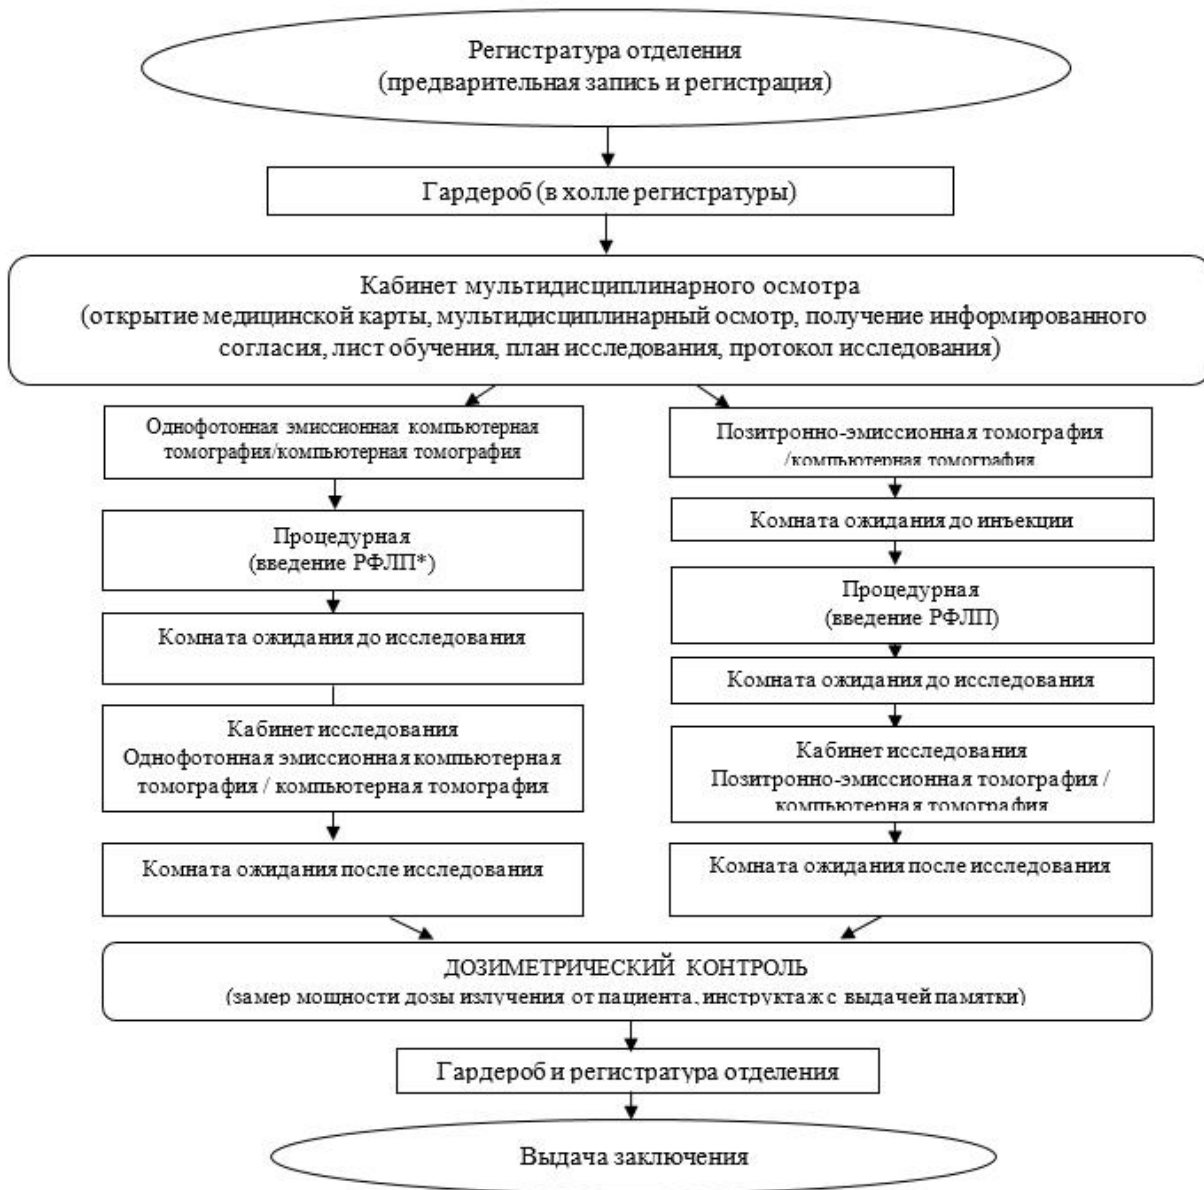 Регистратура отделения
(предварительная запись и регистрация)
Гардероб (в холле регистратуры)
Кабинет мультидисциплинарного осмотра
(открытие медицинской карты, мультидисциплинарный осмотр, получение информированного
согласия, лист обучения, план исследования, протокол исследования)
Однофотонная эмиссионная компьютерная
томография/компьютерная томография
Процедурная
(введение РФЛП*)
Комната ожидания до исследования
Кабинет исследования
Однофотонная эмиссионная компьютерная
томография / компьютерная томография
Комната ожидания после исследования
Позитронно-эмиссионная томография
/компьютерная томография
Комната ожидания до инъекции
Процедурная
(введение РФЛП)
Комната ожидания до исследования
Кабинет исследования
Позитронно-эмиссионная томография /
компьютерная томография
Комната ожидания после исследования
ДОЗИМЕТРИЧЕСКИЙ КОНТРОЛЬ
(замер мощности дозы излучения от пациента, инструктаж с выдачей памятки)
Гардероб и регистратура отделения
Выдача заключения